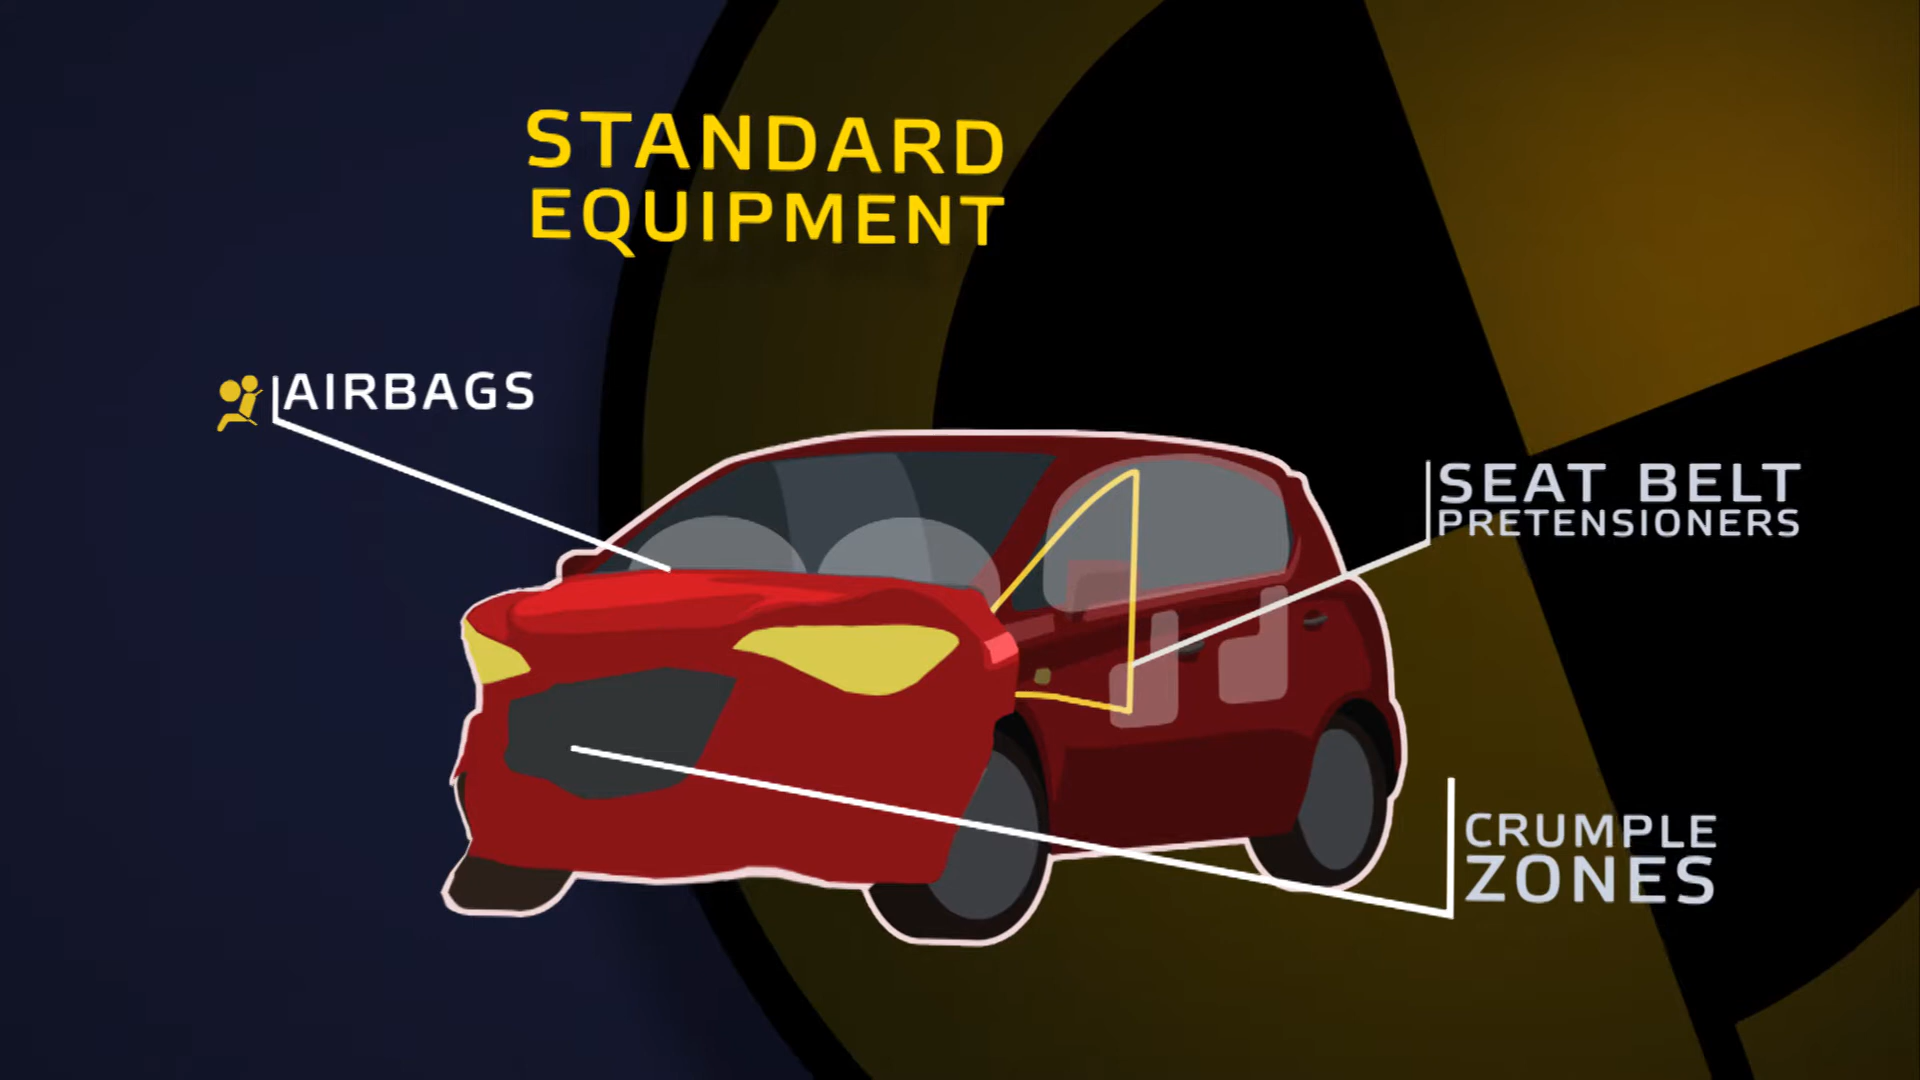 STANDARD
EQUIPMENT
AIRBAGS
SEAT BELT
PRETENSIONERS
CRUMPLE
ZONES